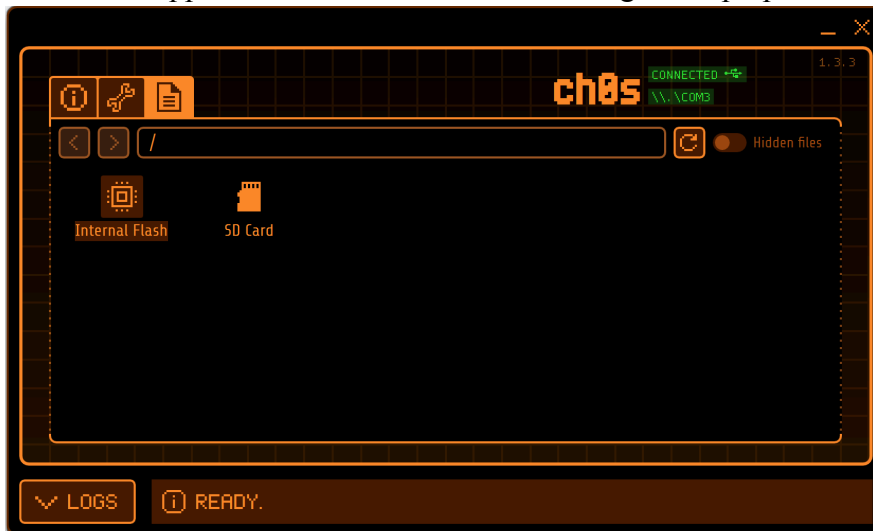 1.3.3
ch0s
CONNECTED
\\.\COM3
/
Hidden files
Internal Flash
SD Card
LOGS
READY.